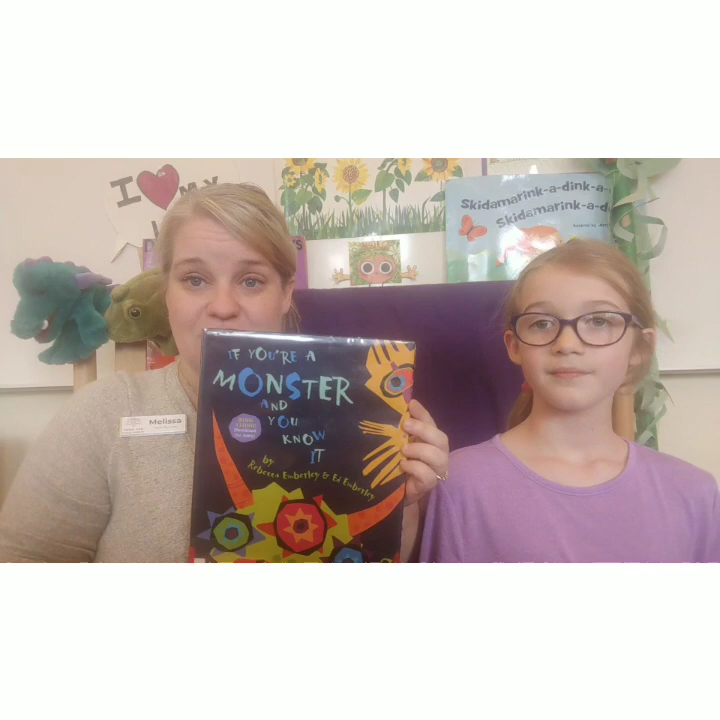 I MY
Skidamarink-a-dink-a-
Skidamarink-a-d
IF YOU'RE A
MONSTER
AND
YOU
KNOW
IT
by
Rebecca Emberley & Ed Emberley
Melissa